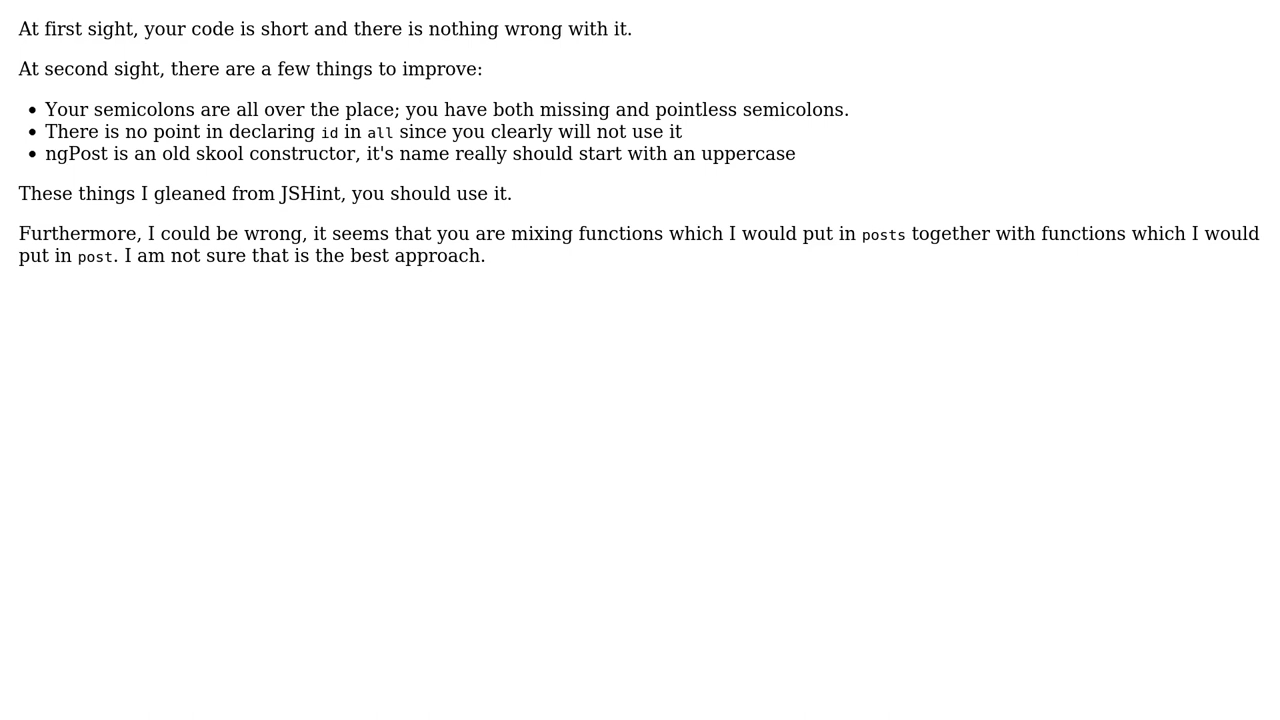 At first sight, your code is short and there is nothing wrong with it.
At second sight, there are a few things to improve:
• Your semicolons are all over the place; you have both missing and pointless semicolons.
• There is no point in declaring id in all since you clearly will not use it
• ngPost is an old skool constructor, it's name really should start with an uppercase
These things I gleaned from JSHint, you should use it.
Furthermore, I could be wrong, it seems that you are mixing functions which I would put in posts together with functions which I would
put in post. I am not sure that is the best approach.